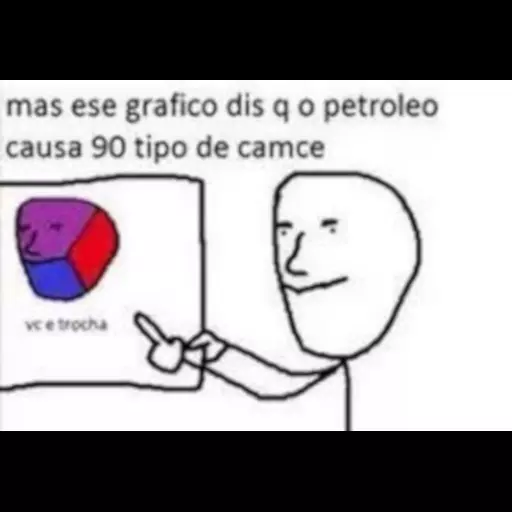 mas ese grafico dis q o petroleo
causa 90 tipo de camce
vc e trocha